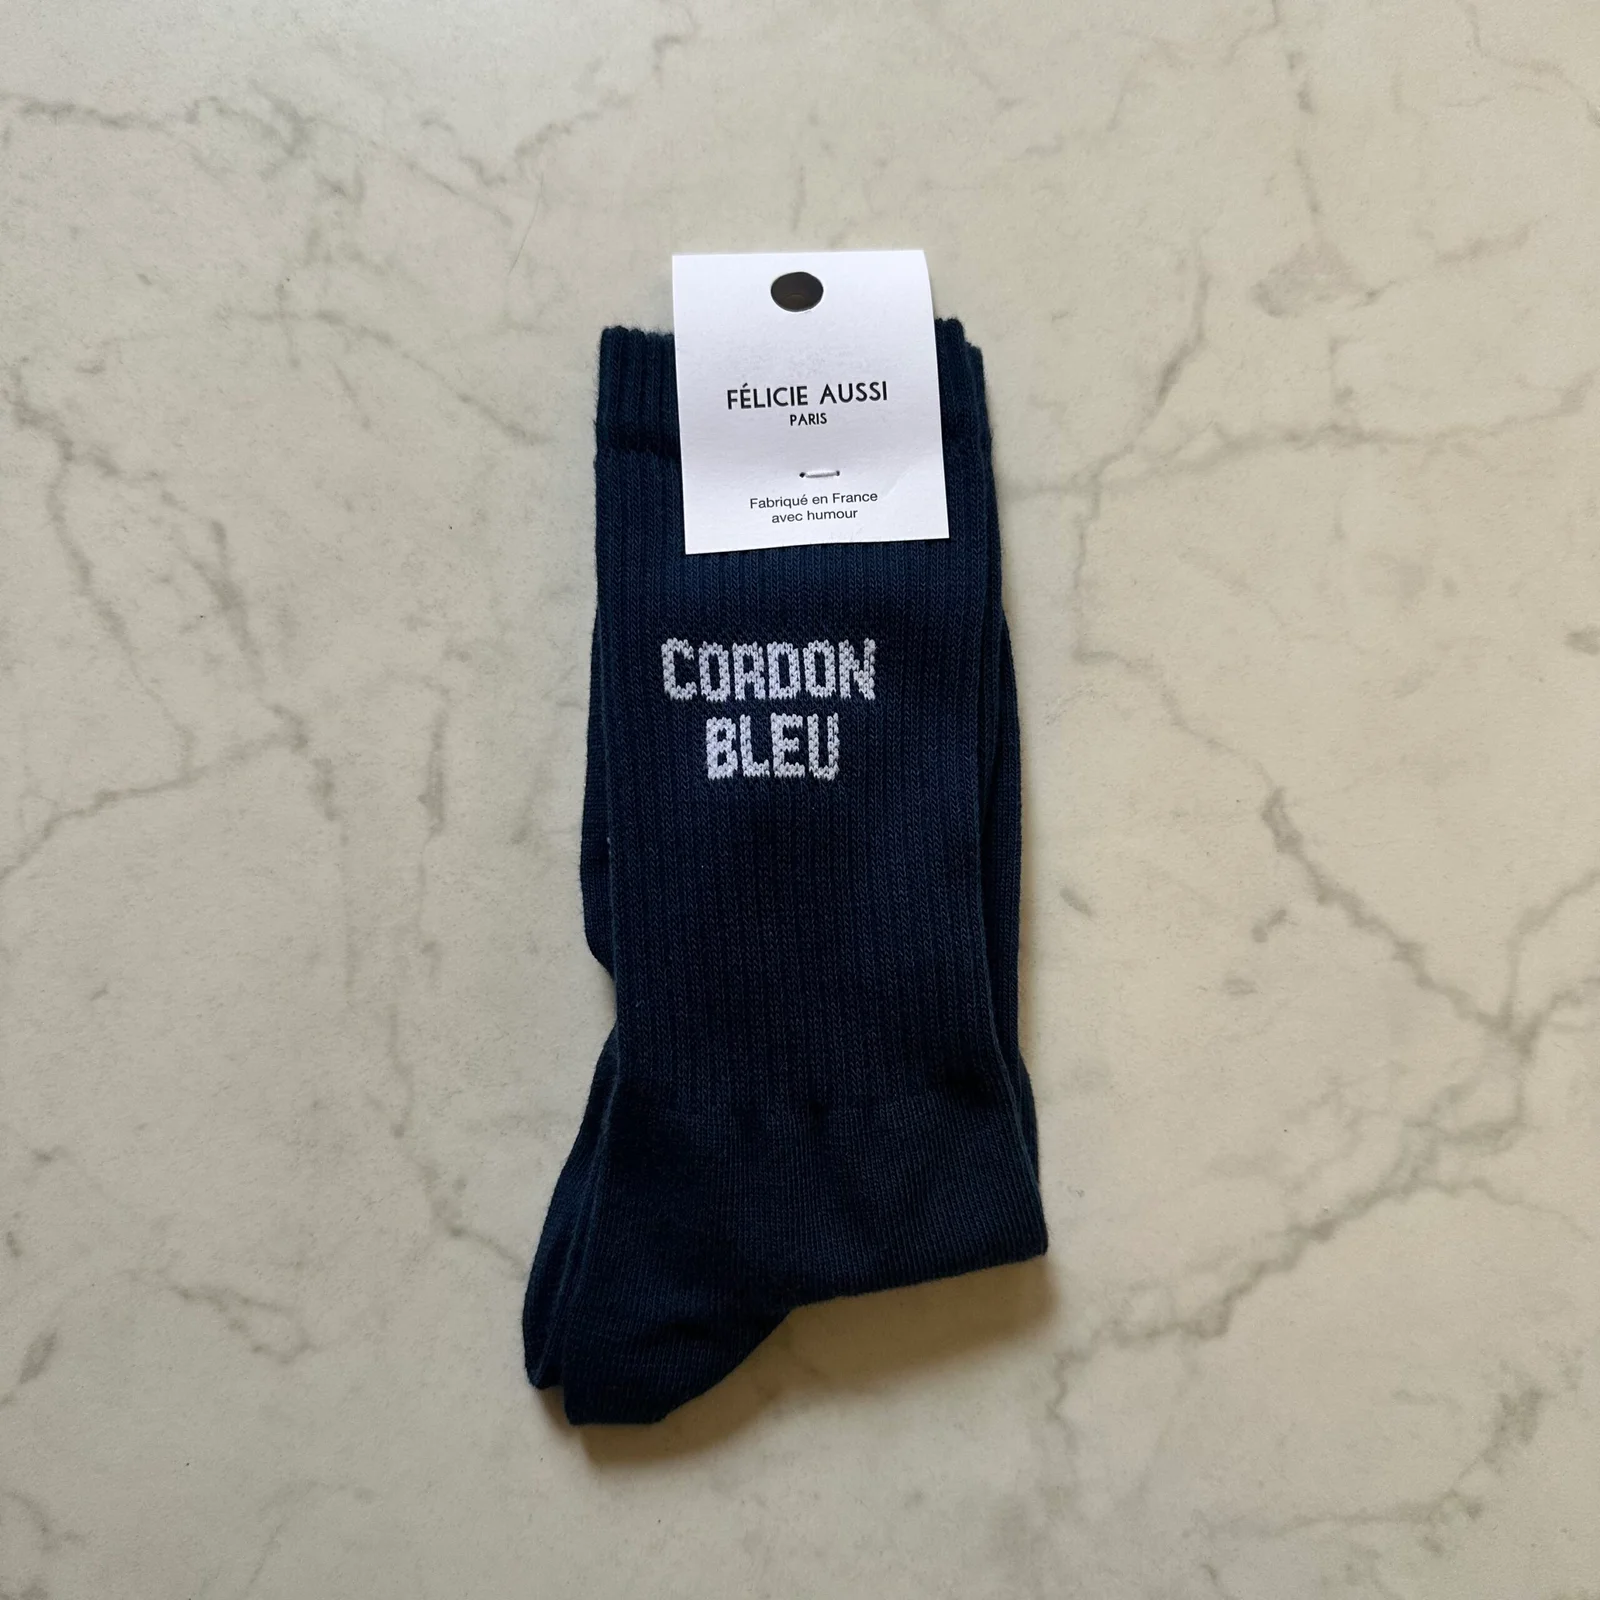 FÉLICIE AUSSI
PARIS
Fabriqué en France
avec humour
CORDON
BLEU